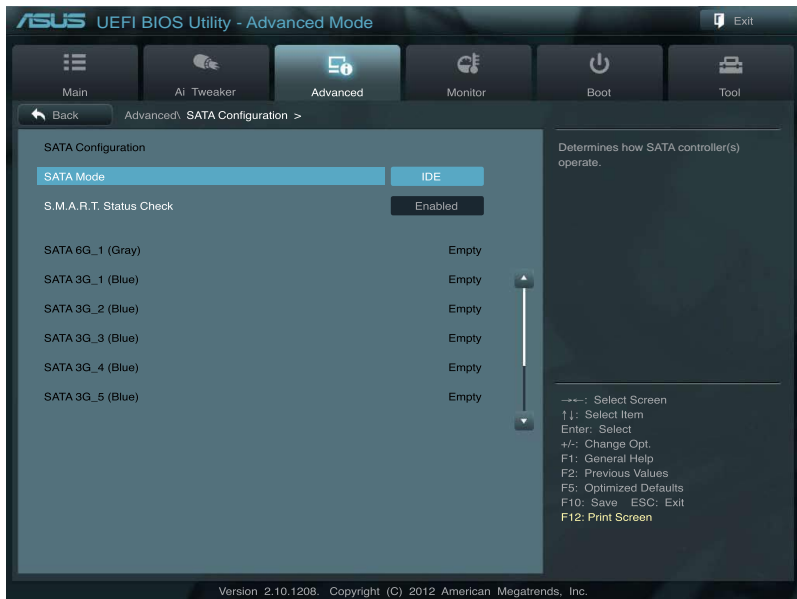 ASUS UEFI BIOS Utility - Advanced Mode
Exit
Main
Ai Tweaker
Advanced
Monitor
Boot
Tool
Back
Advanced\ SATA Configuration >
SATA Configuration
SATA Mode IDE
S.M.A.R.T. Status Check Enabled
SATA 6G_1 (Gray) Empty
SATA 3G_1 (Blue) Empty
SATA 3G_2 (Blue) Empty
SATA 3G_3 (Blue) Empty
SATA 3G_4 (Blue) Empty
SATA 3G_5 (Blue) Empty
Determines how SATA controller(s)
operate.
→←: Select Screen
↑↓: Select Item
Enter: Select
+/-: Change Opt.
F1: General Help
F2: Previous Values
F5: Optimized Defaults
F10: Save ESC: Exit
F12: Print Screen
Version 2.10.1208. Copyright (C) 2012 American Megatrends, Inc.